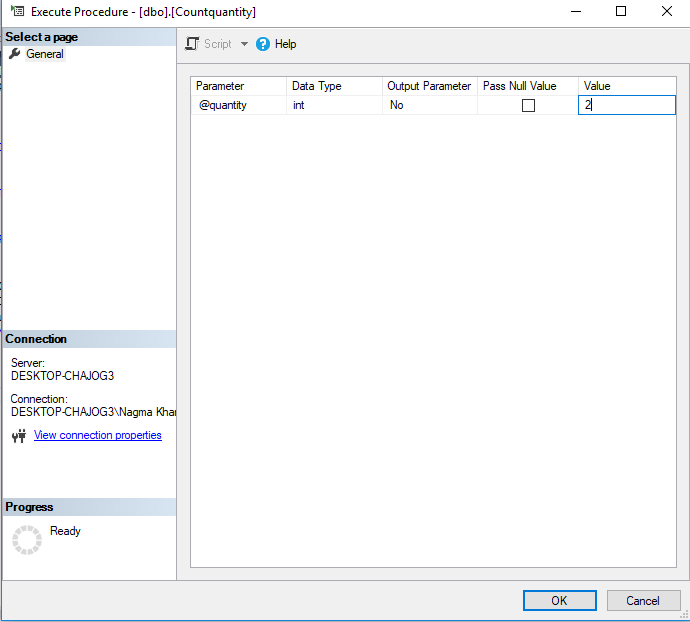 Execute Procedure - [dbo].[Countquantity]
Select a page
General
Script
Help
Parameter Data Type Output Parameter Pass Null Value Value
@quantity int No 2
Connection
Server:
DESKTOP-CHAJOG3
Connection:
DESKTOP-CHAJOG3\Nagma Khan
View connection properties
Progress
Ready
OK Cancel